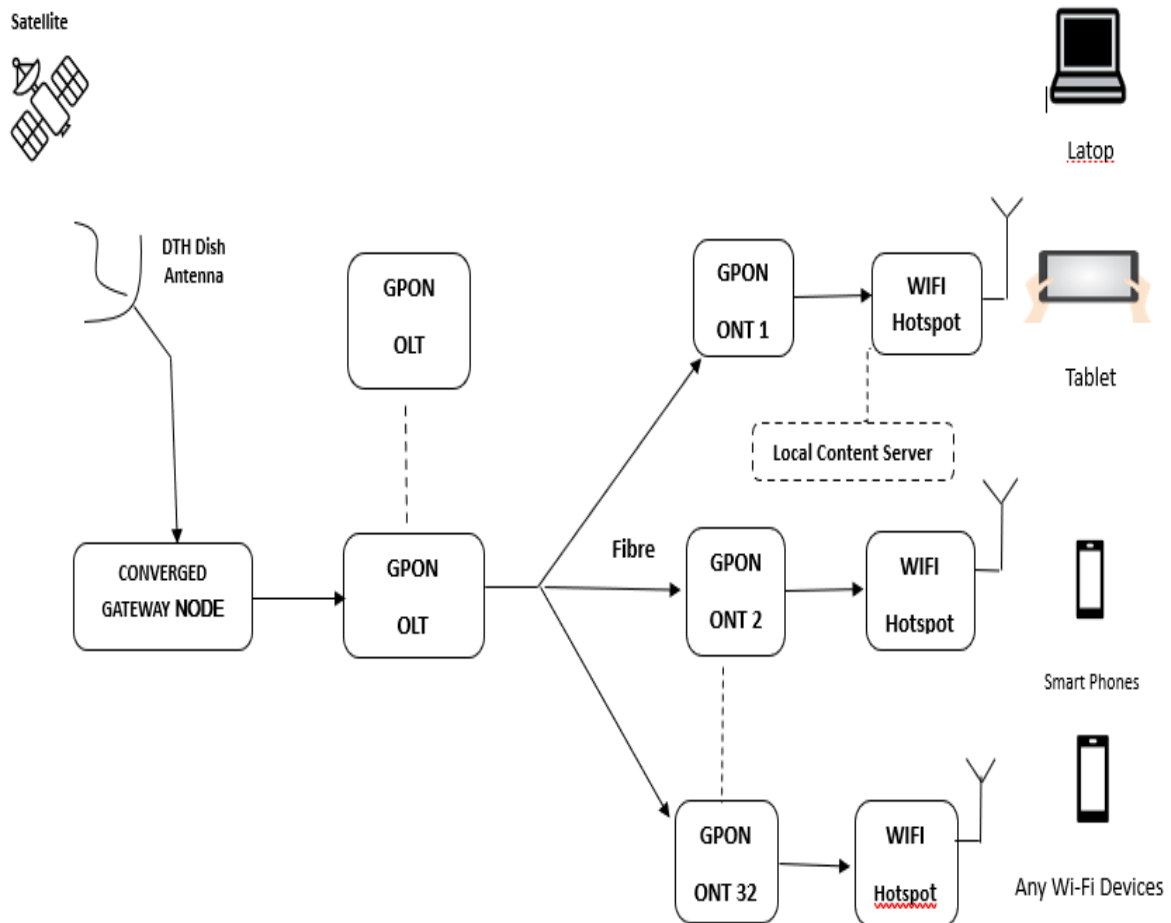 Satellite
Latop
DTH Dish
Antenna
GPON
OLT
GPON
ONT 1
WIFI
Hotspot
Tablet
Local Content Server
CONVERGED
GATEWAY NODE
GPON
OLT
Fibre
GPON
ONT 2
WIFI
Hotspot
Smart Phones
GPON
ONT 32
WIFI
Hotspot
Any Wi-Fi Devices